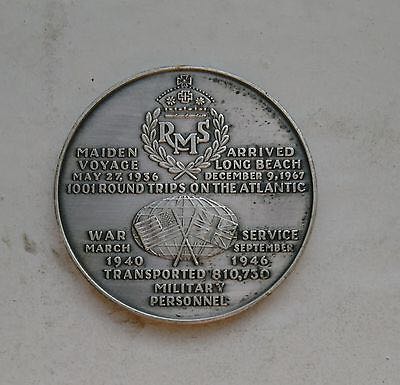 RMS
MAIDEN ARRIVED
VOYAGE LONG BEACH
MAY 27, 1936 DECEMBER 9, 1967
1001 ROUND TRIPS ON THE ATLANTIC
WAR SERVICE
MARCH SEPTEMBER
1940 1946
TRANSPORTED 810,730
MILITARY
PERSONNEL